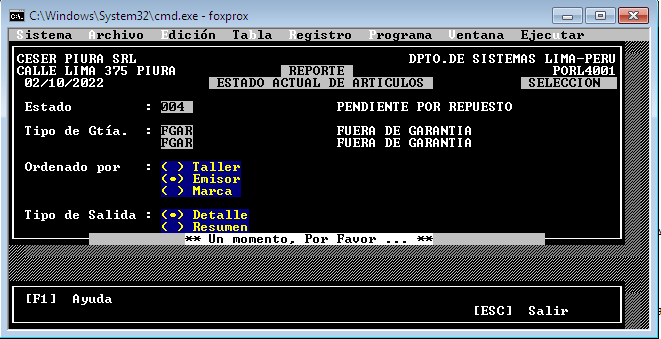 C:\Windows\System32\cmd.exe - foxprox
Sistema Archivo Edición Tabla Registro Programa Ventana Ejecutar
CESER PIURA SRL DPTO.DE SISTEMAS LIMA-PERU
CALLE LIMA 375 PIURA REPORTE PORL4001
02/10/2022 ESTADO ACTUAL DE ARTICULOS SELECCION
Estado : 004 PENDIENTE POR REPUESTO
Tipo de Gtía. : FGAR FUERA DE GARANTIA
FGAR FUERA DE GARANTIA
Ordenado por : ( ) Taller
(•) Emisor
( ) Marca
Tipo de Salida : (•) Detalle
( ) Resumen
** Un momento, Por Favor ... **
[F1] Ayuda
[ESC] Salir